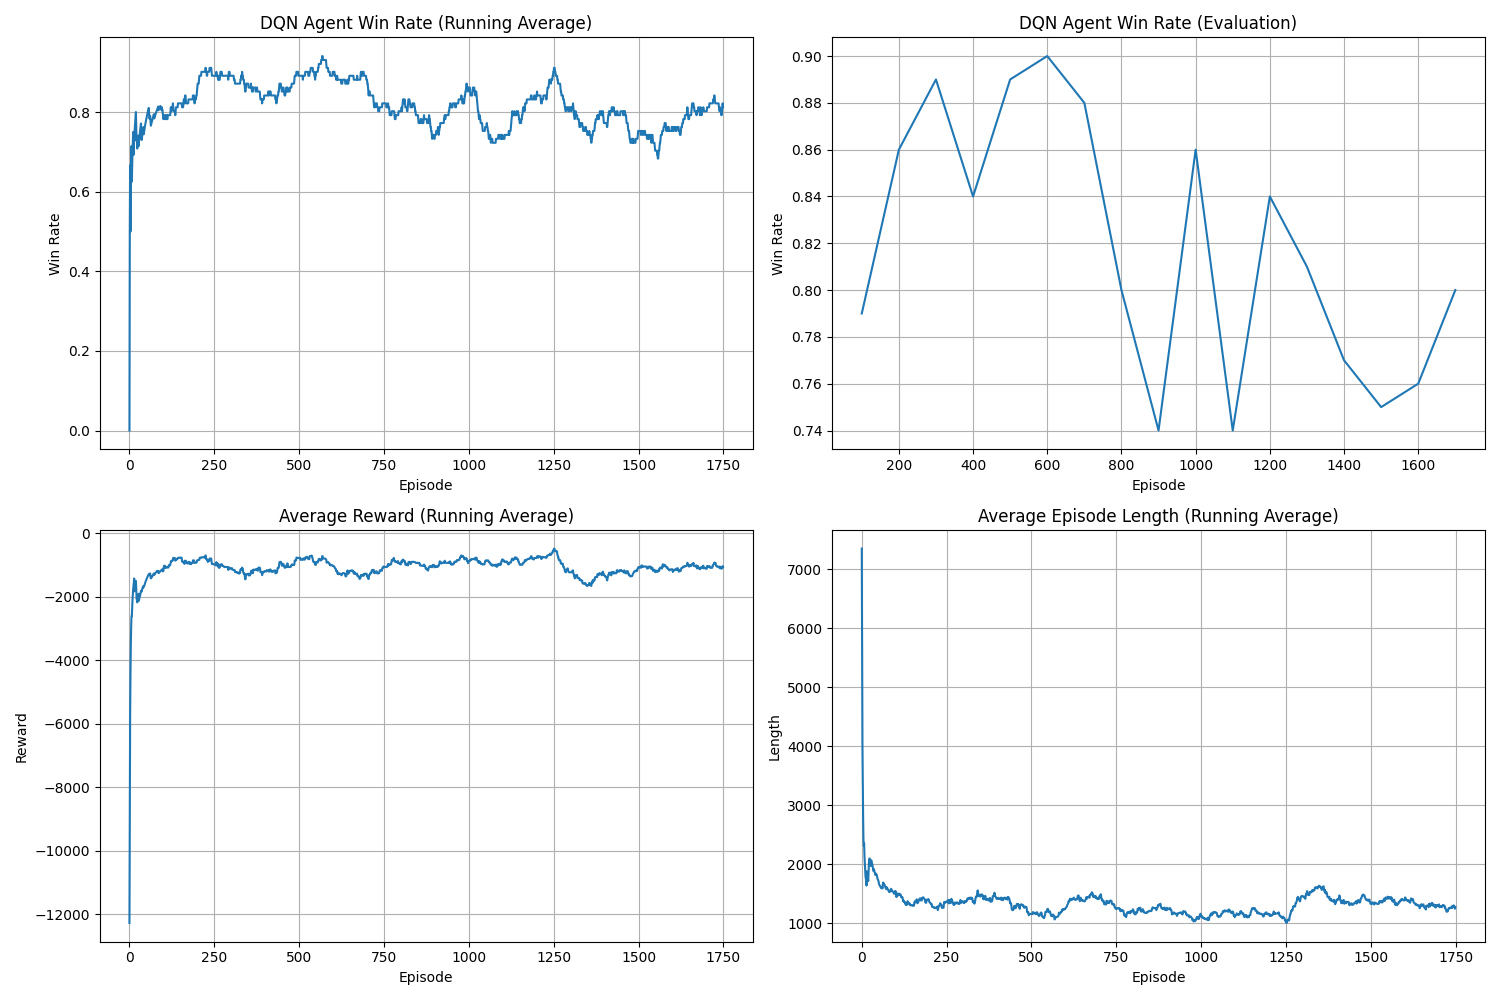 DQN Agent Win Rate (Running Average)
Win Rate
0.8
0.6
0.4
0.2
0.0
0 250 500 750 1000 1250 1500 1750
Episode
DQN Agent Win Rate (Evaluation)
Win Rate
0.90
0.88
0.86
0.84
0.82
0.80
0.78
0.76
0.74
200 400 600 800 1000 1200 1400 1600
Episode
Average Reward (Running Average)
Reward
0
−2000
−4000
−6000
−8000
−10000
−12000
0 250 500 750 1000 1250 1500 1750
Episode
Average Episode Length (Running Average)
Length
7000
6000
5000
4000
3000
2000
1000
0 250 500 750 1000 1250 1500 1750
Episode